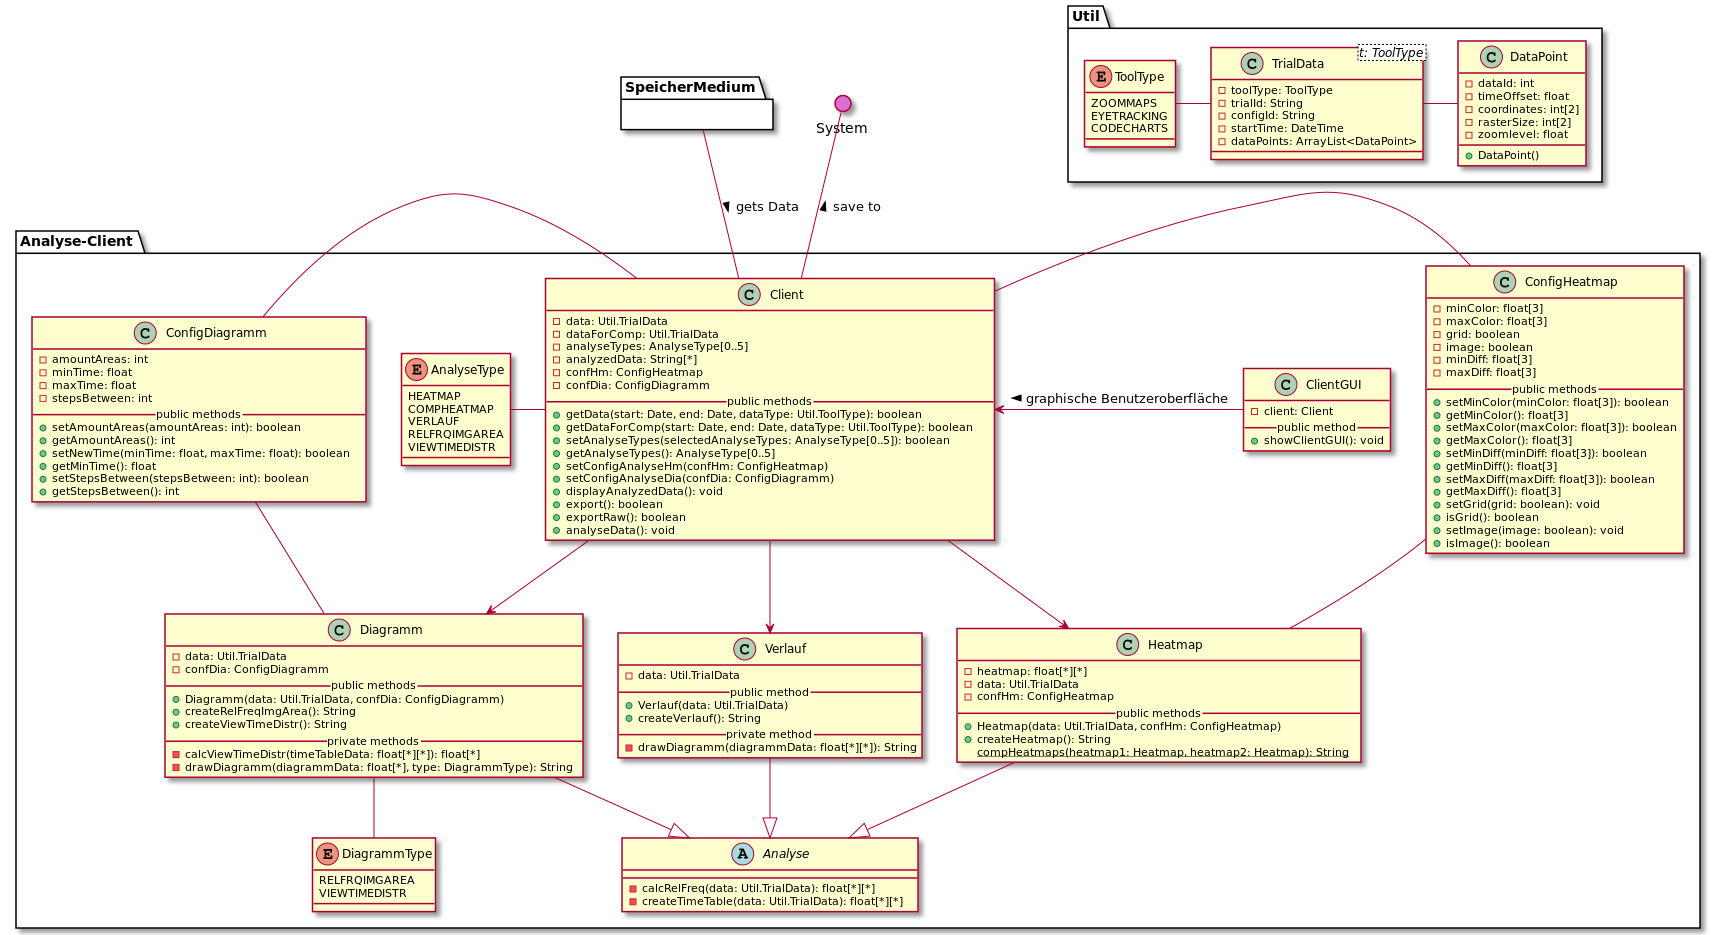 Util
E ToolType
ZOOMMAPS
EYETRACKING
CODECHARTS
C TrialData
t: ToolType
toolType: ToolType
trialId: String
configId: String
startTime: DateTime
dataPoints: ArrayList<DataPoint>
C DataPoint
dataId: int
timeOffset: float
coordinates: int[2]
rasterSize: int[2]
zoomlevel: float
DataPoint()
SpeicherMedium
System
gets Data
save to
Analyse-Client
C ConfigDiagramm
amountAreas: int
minTime: float
maxTime: float
stepsBetween: int
public methods
setAmountAreas(amountAreas: int): boolean
getAmountAreas(): int
setNewTime(minTime: float, maxTime: float): boolean
getMinTime(): float
setStepsBetween(stepsBetween: int): boolean
getStepsBetween(): int
E AnalyseType
HEATMAP
COMPHEATMAP
VERLAUF
RELFRQIMGAREA
VIEWTIMEDISTR
C Client
data: Util.TrialData
dataForComp: Util.TrialData
analyseTypes: AnalyseType[0..5]
analyzedData: String[*]
confHm: ConfigHeatmap
confDia: ConfigDiagramm
public methods
getData(start: Date, end: Date, dataType: Util.ToolType): boolean
getDataForComp(start: Date, end: Date, dataType: Util.ToolType): boolean
setAnalyseTypes(selectedAnalyseTypes: AnalyseType[0..5]): boolean
getAnalyseTypes(): AnalyseType[0..5]
setConfigAnalyseHm(confHm: ConfigHeatmap)
setConfigAnalyseDia(confDia: ConfigDiagramm)
displayAnalyzedData(): void
export(): boolean
exportRaw(): boolean
analyseData(): void
graphische Benutzeroberfläche
C ClientGUI
client: Client
public method
showClientGUI(): void
C ConfigHeatmap
minColor: float[3]
maxColor: float[3]
grid: boolean
image: boolean
minDiff: float[3]
maxDiff: float[3]
public methods
setMinColor(minColor: float[3]): boolean
getMinColor(): float[3]
setMaxColor(maxColor: float[3]): boolean
getMaxColor(): float[3]
setMinDiff(minDiff: float[3]): boolean
getMinDiff(): float[3]
setMaxDiff(maxDiff: float[3]): boolean
getMaxDiff(): float[3]
setGrid(grid: boolean): void
isGrid(): boolean
setImage(image: boolean): void
isImage(): boolean
C Diagramm
data: Util.TrialData
confDia: ConfigDiagramm
public methods
Diagramm(data: Util.TrialData, confDia: ConfigDiagramm)
createRelFreqImgArea(): String
createViewTimeDistr(): String
private methods
calcViewTimeDistr(timeTableData: float[*][*]): float[*]
drawDiagramm(diagrammData: float[*], type: DiagrammType): String
C Verlauf
data: Util.TrialData
public method
Verlauf(data: Util.TrialData)
createVerlauf(): String
private method
drawDiagramm(diagrammData: float[*][*]): String
C Heatmap
heatmap: float[*][*]
data: Util.TrialData
confHm: ConfigHeatmap
public methods
Heatmap(data: Util.TrialData, confHm: ConfigHeatmap)
createHeatmap(): String
compHeatmaps(heatmap1: Heatmap, heatmap2: Heatmap): String
E DiagrammType
RELFRQIMGAREA
VIEWTIMEDISTR
A Analyse
calcRelFreq(data: Util.TrialData): float[*][*]
createTimeTable(data: Util.TrialData): float[*][*]